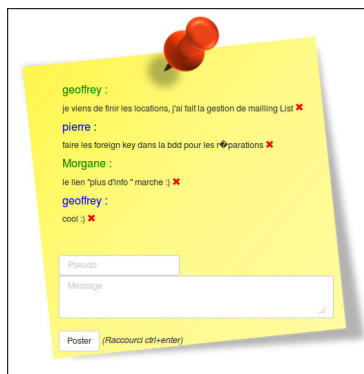 geoffrey :
je viens de finir les locations, j'ai fait la gestion de mailling List ✖
pierre :
faire les foreign key dans la bdd pour les r�parations ✖
Morgane :
le lien "plus d'info " marche :) ✖
geoffrey :
cool :) ✖
Pseudo
Message
Poster (Raccourci ctrl+enter)